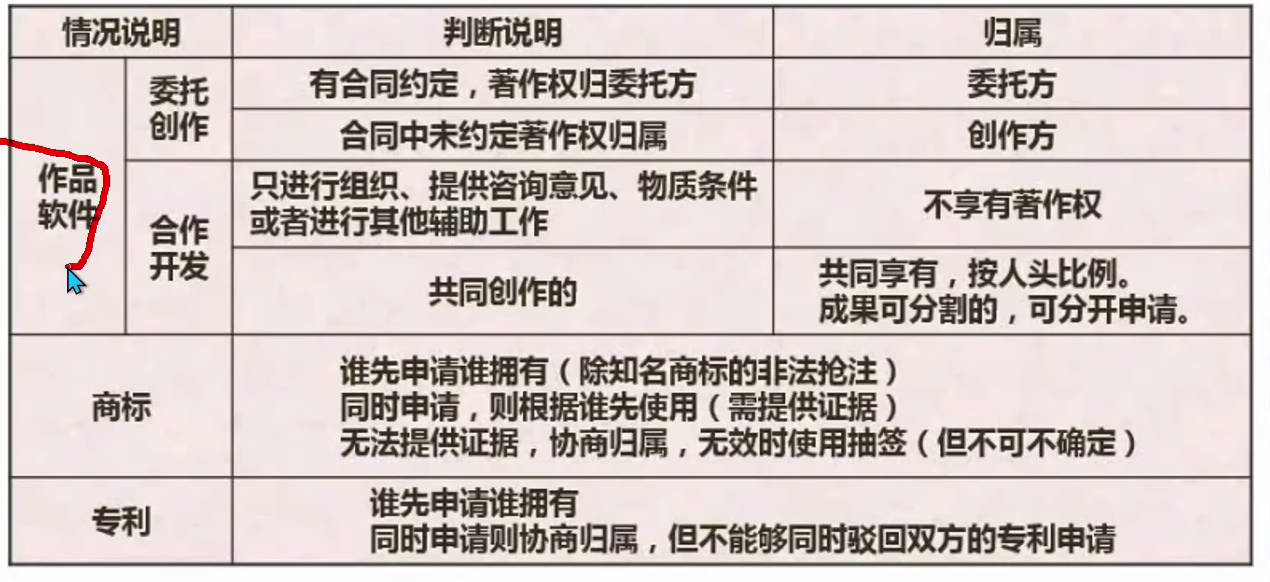 情况说明
判断说明
归属
作品
软件
委托
创作
有合同约定，著作权归委托方
委托方
合同中未约定著作权归属
创作方
合作
开发
只进行组织、提供咨询意见、物质条件
或者进行其他辅助工作
不享有著作权
共同创作的
共同享有，按人头比例。
成果可分割的，可分开申请。
商标
谁先申请谁拥有（除知名商标的非法抢注）
同时申请，则根据谁先使用（需提供证据）
无法提供证据，协商归属，无效时使用抽签（但不可不确定）
专利
谁先申请谁拥有
同时申请则协商归属，但不能够同时驳回双方的专利申请